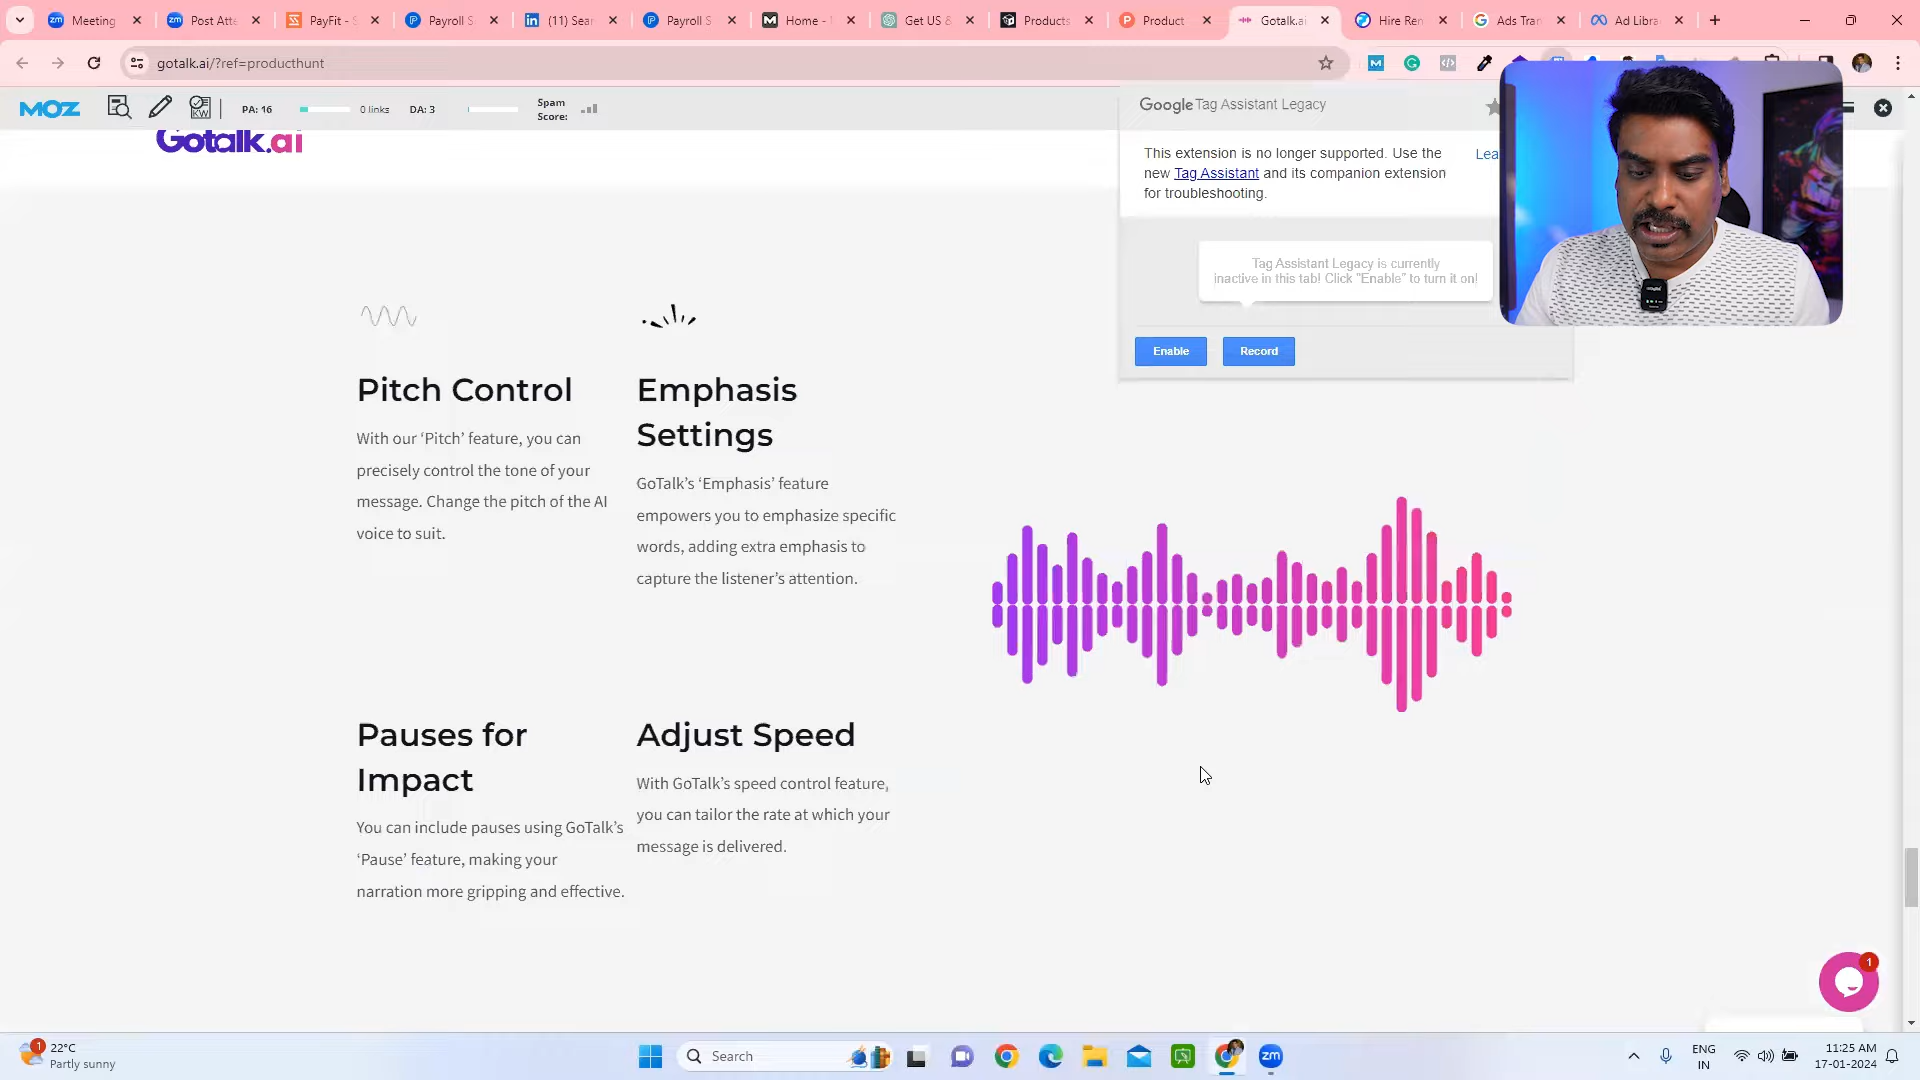 Meeting
Post Atte
PayFit - S
Payroll S
(11) Sear
Payroll S
Home -
Get US &
Products
Product
Gotalk.ai
Hire Ren
Ads Tran
Ad Libra
gotalk.ai/?ref=producthunt
MOZ
PA: 16
0 links
DA: 3
Spam
Score:
Gotalk.ai
Google Tag Assistant Legacy
This extension is no longer supported. Use the
new Tag Assistant and its companion extension
for troubleshooting.
Lea
Tag Assistant Legacy is currently
inactive in this tab! Click "Enable" to turn it on!
Enable
Record
Pitch Control
With our ‘Pitch’ feature, you can
precisely control the tone of your
message. Change the pitch of the AI
voice to suit.
Emphasis
Settings
GoTalk’s ‘Emphasis’ feature
empowers you to emphasize specific
words, adding extra emphasis to
capture the listener’s attention.
Pauses for
Impact
You can include pauses using GoTalk’s
‘Pause’ feature, making your
narration more gripping and effective.
Adjust Speed
With GoTalk’s speed control feature,
you can tailor the rate at which your
message is delivered.
1
1
22°C
Partly sunny
Search
zm
ENG
IN
11:25 AM
17-01-2024